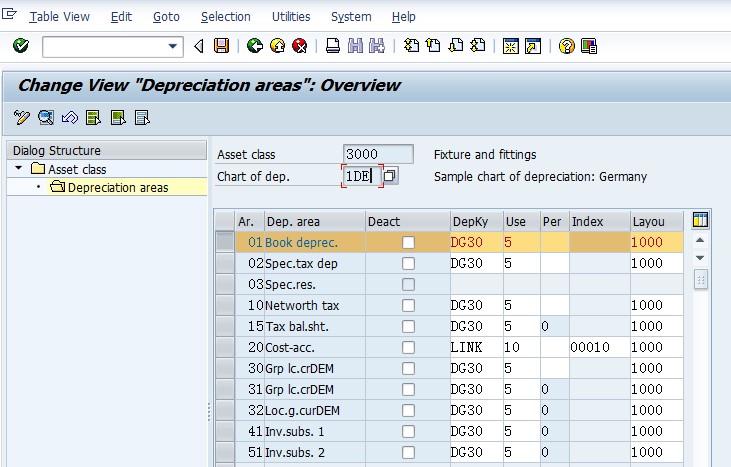 Table View Edit Goto Selection Utilities System Help
Change View "Depreciation areas": Overview
Dialog Structure
Asset class
Depreciation areas
Asset class 3000 Fixture and fittings
Chart of dep. 1DE Sample chart of depreciation: Germany
Ar. Dep. area Deact DepKy Use Per Index Layou
01 Book deprec. DG30 5 1000
02 Spec.tax dep DG30 5 1000
03 Spec.res.
10 Networth tax DG30 5 1000
15 Tax bal.sht. DG30 5 0 1000
20 Cost-acc. LINK 10 00010 1000
30 Grp lc.crDEM DG30 5 1000
31 Grp lc.crDEM DG30 5 0 1000
32 Loc.g.curDEM DG30 5 0 1000
41 Inv.subs. 1 DG30 5 0 1000
51 Inv.subs. 2 DG30 5 0 1000